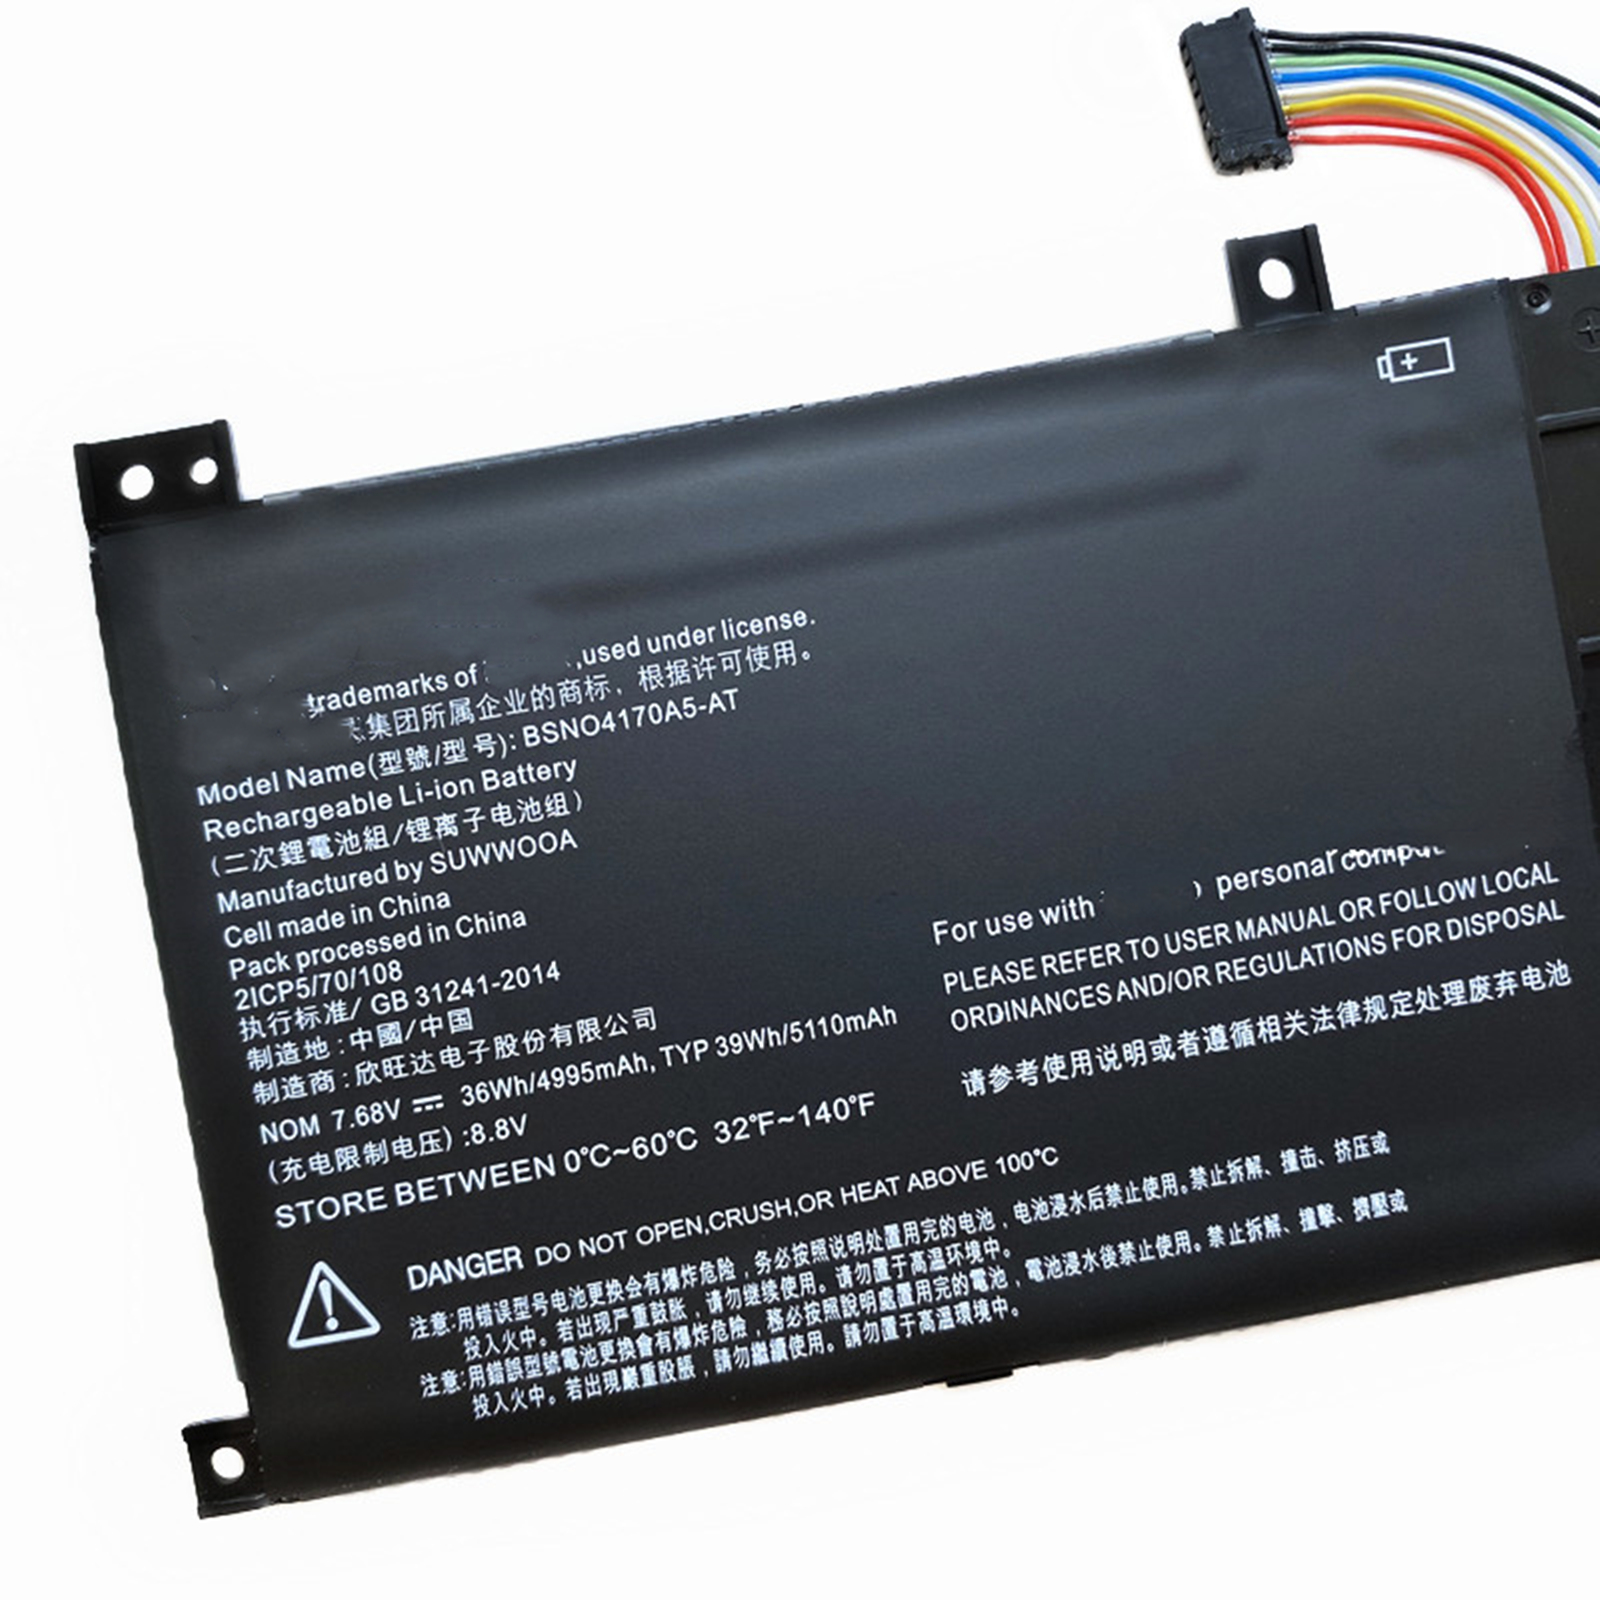 trademarks of ,used under license.
集团所属企业的商标，根据许可使用。
Model Name(型號/型号): BSNO4170A5-AT
Rechargeable Li-ion Battery
(二次鋰電池組/锂离子电池组)
Manufactured by SUWWOOA
Cell made in China
Pack processed in China
2ICP5/70/108
执行标准/ GB 31241-2014
制造地:中國/中国
制造商:欣旺达电子股份有限公司
NOM 7.68V ⎓ 36Wh/4995mAh, TYP 39Wh/5110mAh
(充电限制电压) :8.8V
STORE BETWEEN 0°C~60°C 32°F~140°F
For use with personal
PLEASE REFER TO USER MANUAL OR FOLLOW LOCAL
ORDINANCES AND/OR REGULATIONS FOR DISPOSAL
请参考使用说明或者遵循相关法律规定处理废弃电池
DANGER DO NOT OPEN,CRUSH,OR HEAT ABOVE 100°C
注意:用错误型号电池更换会有爆炸危险，务必按照说明处置用完的电池，电池浸水后禁止使用。禁止拆解、撞击、挤压或
投入火中。若出现严重鼓胀，请勿继续使用。请勿置于高温环境中。
注意:用錯誤型號電池更換會有爆炸危險，務必按照說明處置用完的電池，電池浸水後禁止使用。禁止拆解、撞擊、擠壓或
投入火中。若出現嚴重股脹，請勿繼續使用。請勿置于高溫環境中。